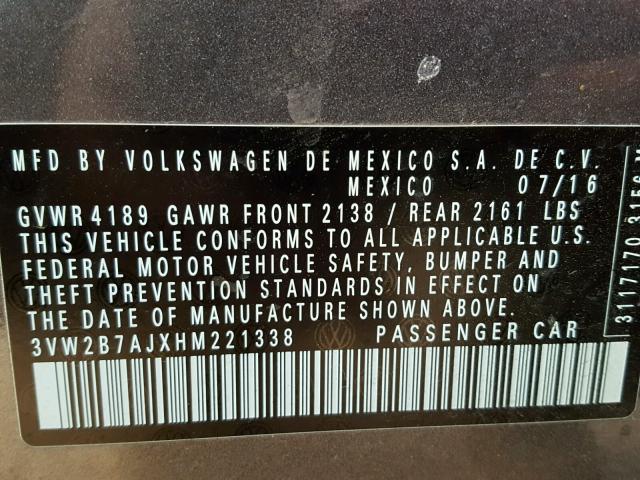 MFD BY VOLKSWAGEN DE MEXICO S.A. DE C.V.
MEXICO 07/16
GVWR 4189 GAWR FRONT 2138 / REAR 2161 LBS
THIS VEHICLE CONFORMS TO ALL APPLICABLE U.S.
FEDERAL MOTOR VEHICLE SAFETY, BUMPER AND
THEFT PREVENTION STANDARDS IN EFFECT ON
THE DATE OF MANUFACTURE SHOWN ABOVE.
3VW2B7AJXHM221338 PASSENGER CAR
3117170